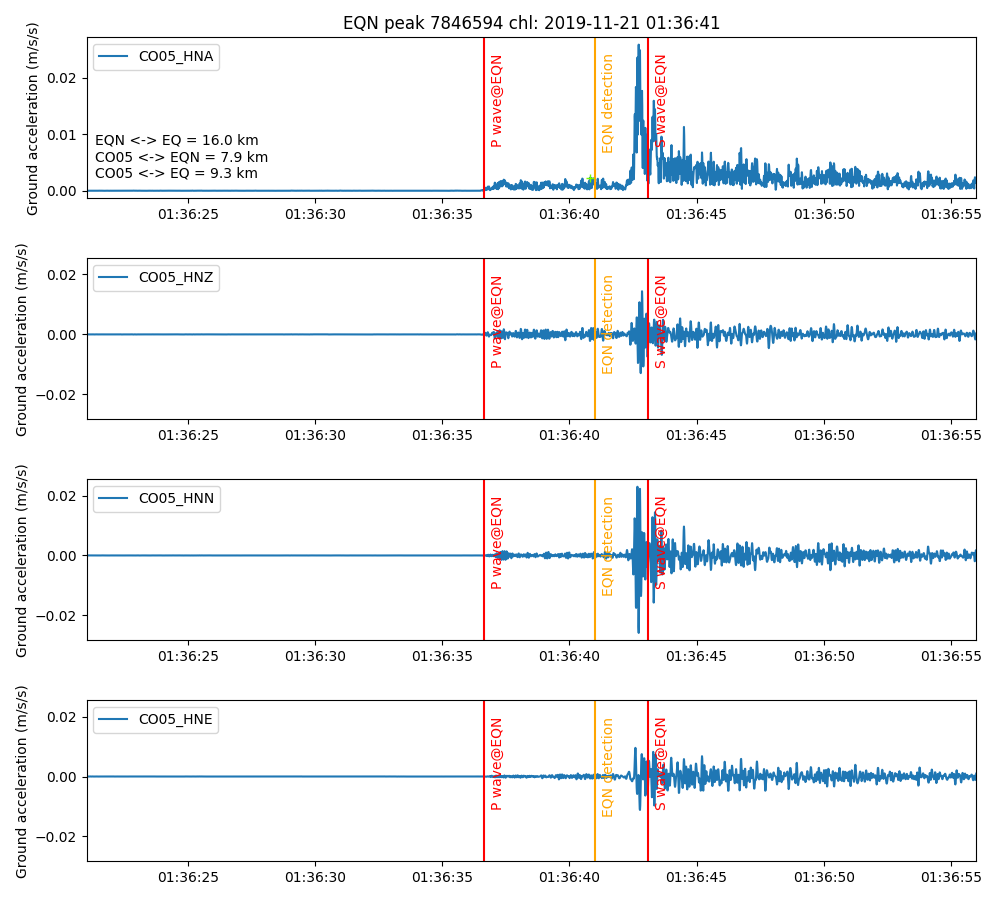 EQN peak 7846594 chl: 2019-11-21 01:36:41
Ground acceleration (m/s/s)
0.02
0.01
0.00
CO05_HNA
EQN <-> EQ = 16.0 km
CO05 <-> EQN = 7.9 km
CO05 <-> EQ = 9.3 km
P wave@EQN
EQN detection
S wave@EQN
01:36:25 01:36:30 01:36:35 01:36:40 01:36:45 01:36:50 01:36:55
Ground acceleration (m/s/s)
0.02
0.00
−0.02
CO05_HNZ
P wave@EQN
EQN detection
S wave@EQN
01:36:25 01:36:30 01:36:35 01:36:40 01:36:45 01:36:50 01:36:55
Ground acceleration (m/s/s)
0.02
0.00
−0.02
CO05_HNN
P wave@EQN
EQN detection
S wave@EQN
01:36:25 01:36:30 01:36:35 01:36:40 01:36:45 01:36:50 01:36:55
Ground acceleration (m/s/s)
0.02
0.00
−0.02
CO05_HNE
P wave@EQN
EQN detection
S wave@EQN
01:36:25 01:36:30 01:36:35 01:36:40 01:36:45 01:36:50 01:36:55